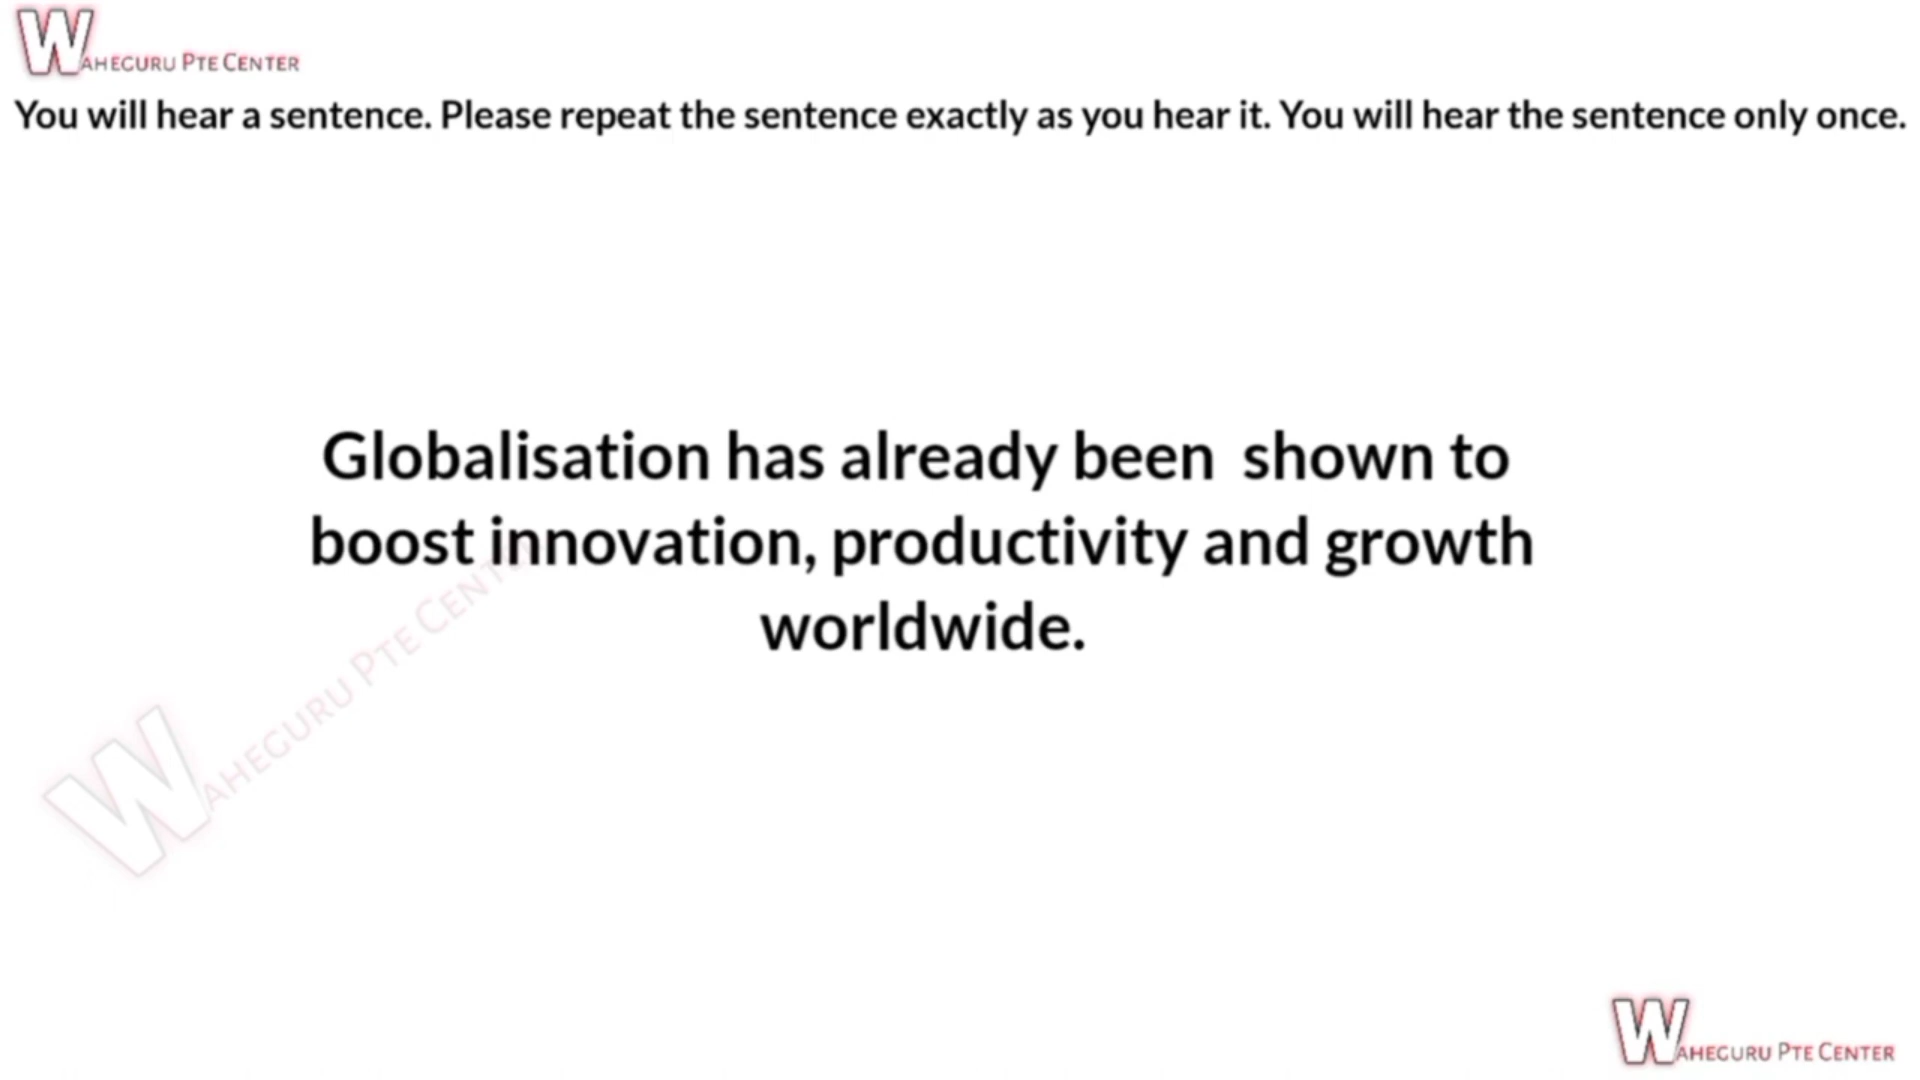 WAHEGURU PTE CENTER
You will hear a sentence. Please repeat the sentence exactly as you hear it. You will hear the sentence only once.
Globalisation has already been  shown to
boost innovation, productivity and growth
worldwide.
WAHEGURU PTE CENTER
WAHEGURU PTE CENTER